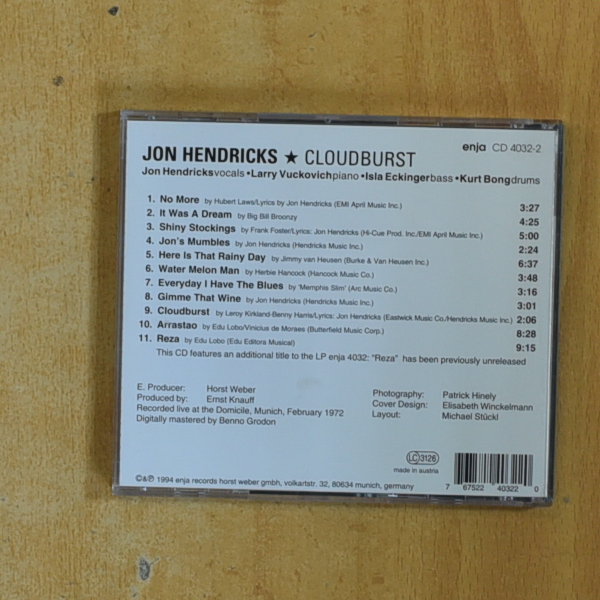 JON HENDRICKS ★ CLOUDBURST
enja CD 4032-2
Jon Hendricksvocals •Larry Vuckovichpiano •Isla Eckingerbass •Kurt Bongdrums
1. No More by Hubert Laws/Lyrics by Jon Hendricks (EMI April Music Inc.) 3:27
2. It Was A Dream by Big Bill Broonzy 4:25
3. Shiny Stockings by Frank Foster/Lyrics: Jon Hendricks (Hi-Cue Prod. Inc./EMI April Music Inc.) 5:00
4. Jon's Mumbles by Jon Hendricks (Hendricks Music Inc.) 2:24
5. Here Is That Rainy Day by Jimmy van Heusen (Burke & Van Heusen Inc.) 6:37
6. Water Melon Man by Herbie Hancock (Hancock Music Co.) 3:48
7. Everyday I Have The Blues by 'Memphis Slim' (Arc Music Co.) 3:16
8. Gimme That Wine by Jon Hendricks (Hendricks Music Inc.) 3:01
9. Cloudburst by Leroy Kirkland-Benny Harris/Lyrics: Jon Hendricks (Eastwick Music Co./Hendricks Music Inc.) 2:06
10. Arrastao by Edu Lobo/Vinicius de Moraes (Butterfield Music Corp.) 8:28
11. Reza by Edu Lobo (Edu Editora Musical) 9:15
This CD features an additional title to the LP enja 4032: "Reza" has been previously unreleased
E. Producer: Horst Weber
Produced by: Ernst Knauff
Recorded live at the Domicile, Munich, February 1972
Digitally mastered by Benno Grodon
Photography: Patrick Hinely
Cover Design: Elisabeth Winckelmann
Layout: Michael Stückl
LC 3126
made in austria
©&℗ 1994 enja records horst weber gmbh, volkartstr. 32, 80634 munich, germany
7 67522 40322 0